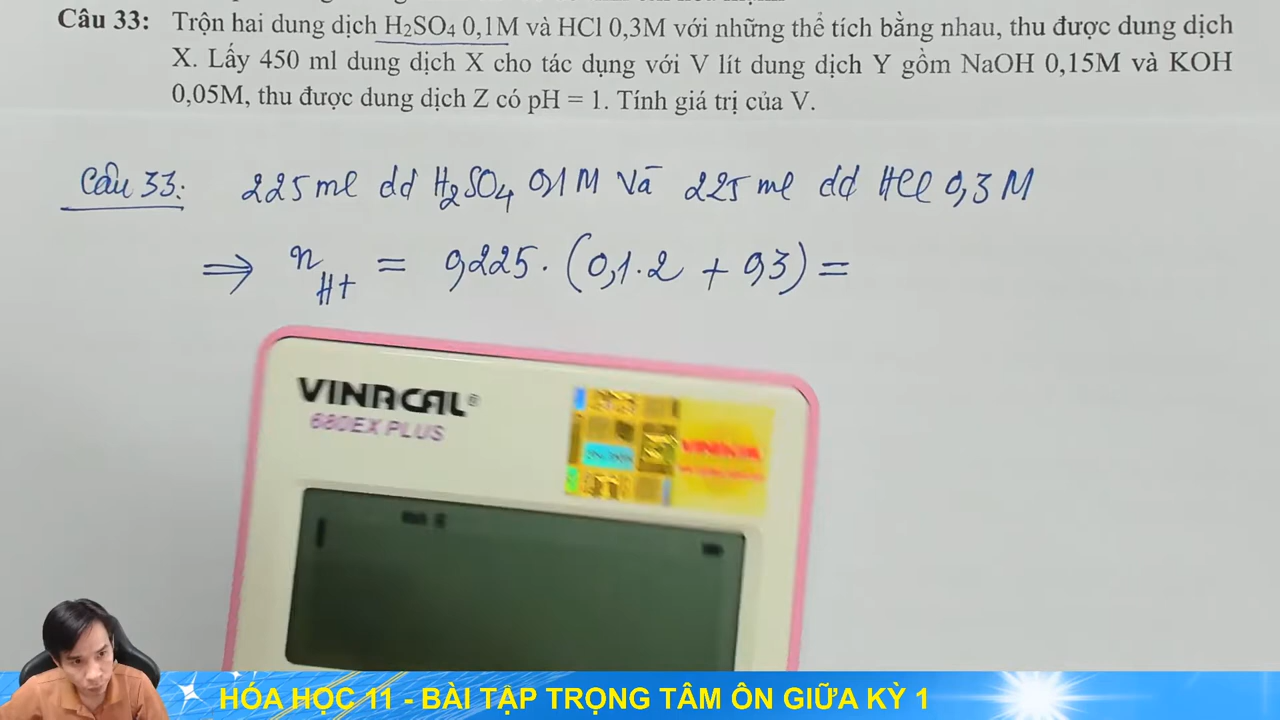 Câu 33: Trộn hai dung dịch H₂SO₄ 0,1M và HCl 0,3M với những thể tích bằng nhau, thu được dung dịch
X. Lấy 450 ml dung dịch X cho tác dụng với V lít dung dịch Y gồm NaOH 0,15M và KOH
0,05M, thu được dung dịch Z có pH = 1. Tính giá trị của V.
Câu 33: 225 ml dd H₂SO₄ 0,1M và 225 ml dd HCl 0,3M
⇒ n H+ = 0,225. (0,1.2 + 0,3) =
VINACAL®
680EX PLUS
HÓA HỌC 11 - BÀI TẬP TRỌNG TÂM ÔN GIỮA KỲ 1